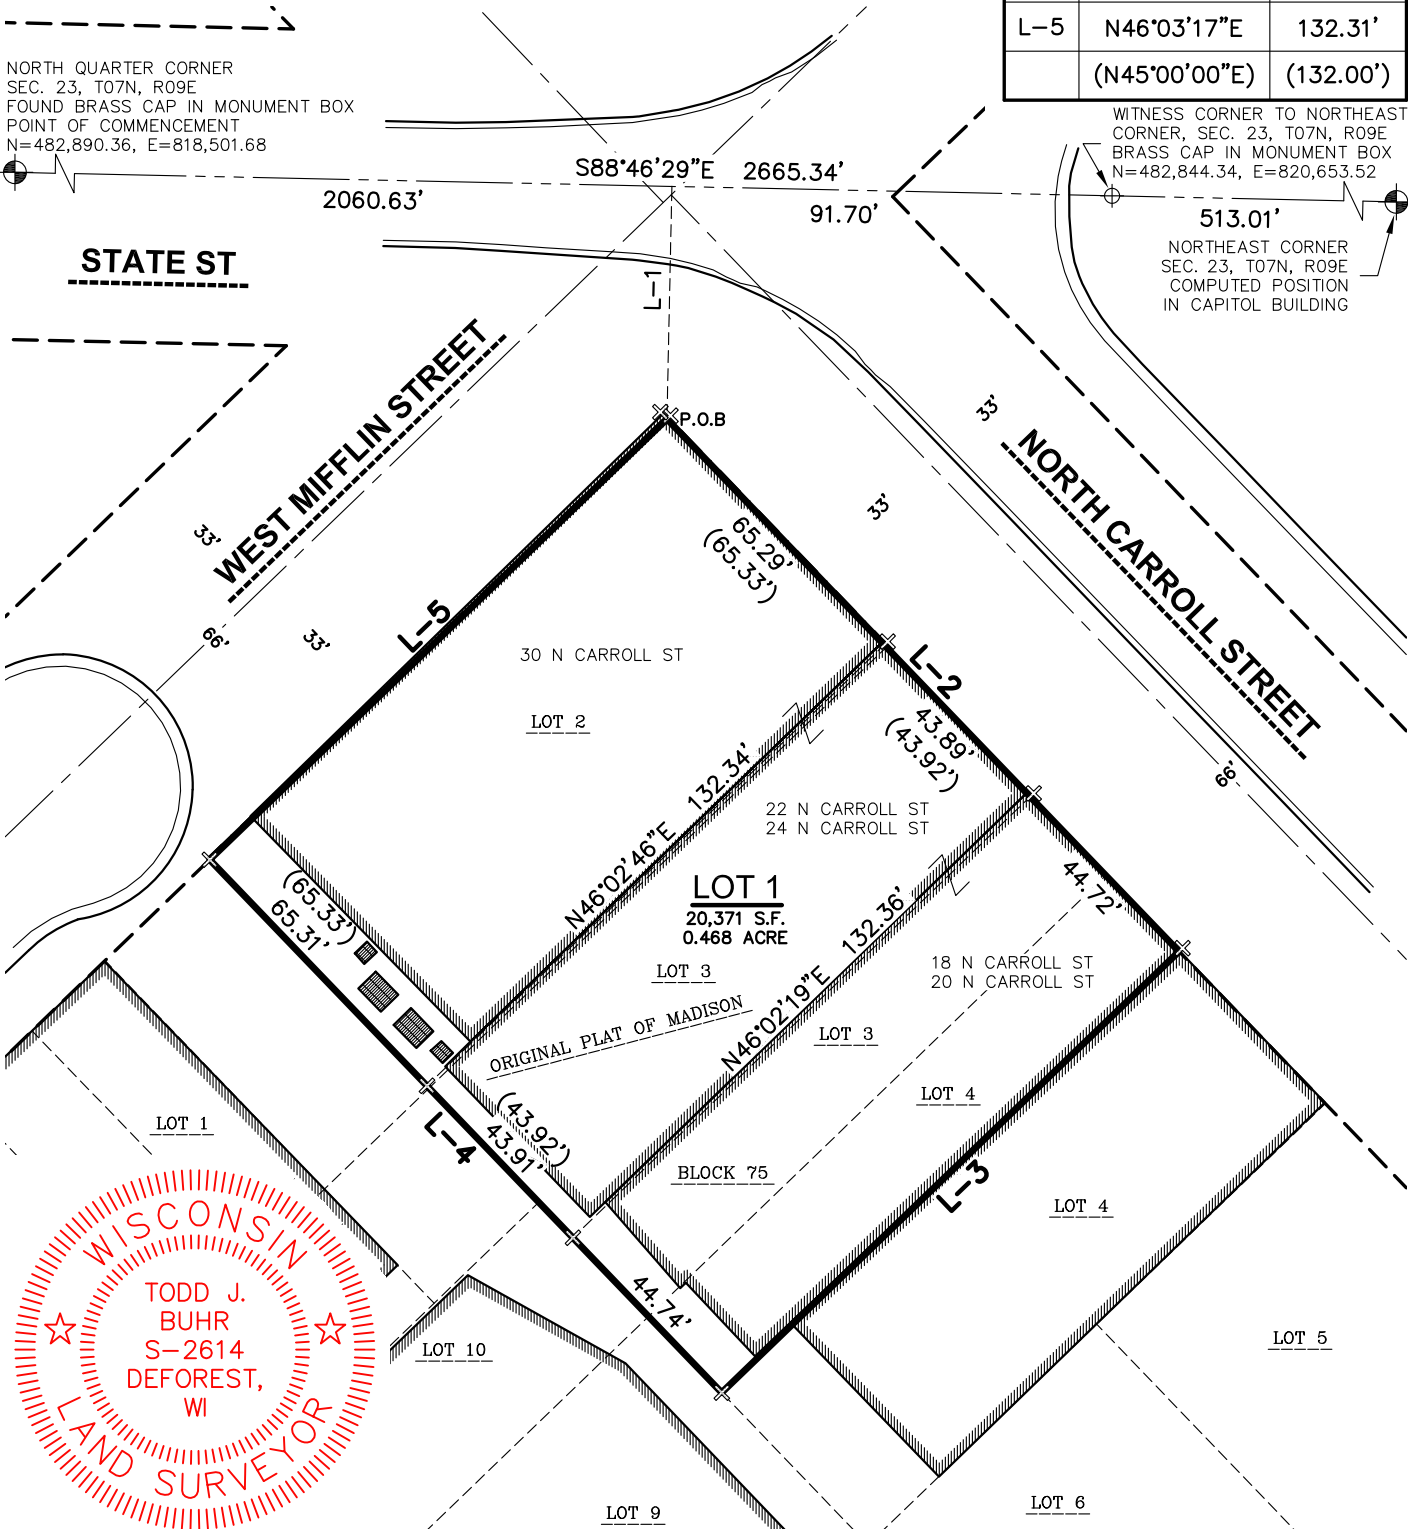 L-5 N46°03'17"E 132.31'
(N45°00'00"E) (132.00')
NORTH QUARTER CORNER
SEC. 23, T07N, R09E
FOUND BRASS CAP IN MONUMENT BOX
POINT OF COMMENCEMENT
N=482,890.36, E=818,501.68
WITNESS CORNER TO NORTHEAST
CORNER, SEC. 23, T07N, R09E
BRASS CAP IN MONUMENT BOX
N=482,844.34, E=820,653.52
S88°46'29"E 2665.34'
2060.63'
91.70'
513.01'
NORTHEAST CORNER
SEC. 23, T07N, R09E
COMPUTED POSITION
IN CAPITOL BUILDING
STATE ST
L-1
WEST MIFFLIN STREET
P.O.B
33'
NORTH CARROLL STREET
33'
33'
66'
33'
66'
L-5
65.29'
(65.33')
30 N CARROLL ST
LOT 2
L-2
43.89'
(43.92')
N46°02'46"E 132.34'
22 N CARROLL ST
24 N CARROLL ST
LOT 1
20,371 S.F.
0.468 ACRE
LOT 3
44.72'
(65.33')
65.31'
N46°02'19"E 132.36'
18 N CARROLL ST
20 N CARROLL ST
ORIGINAL PLAT OF MADISON
LOT 3
LOT 4
LOT 1
L-4
(43.92')
43.91'
BLOCK 75
L-3
LOT 4
44.74'
LOT 10
LOT 5
LOT 9
LOT 6
WISCONSIN
TODD J.
BUHR
S-2614
DEFOREST,
WI
LAND SURVEYOR